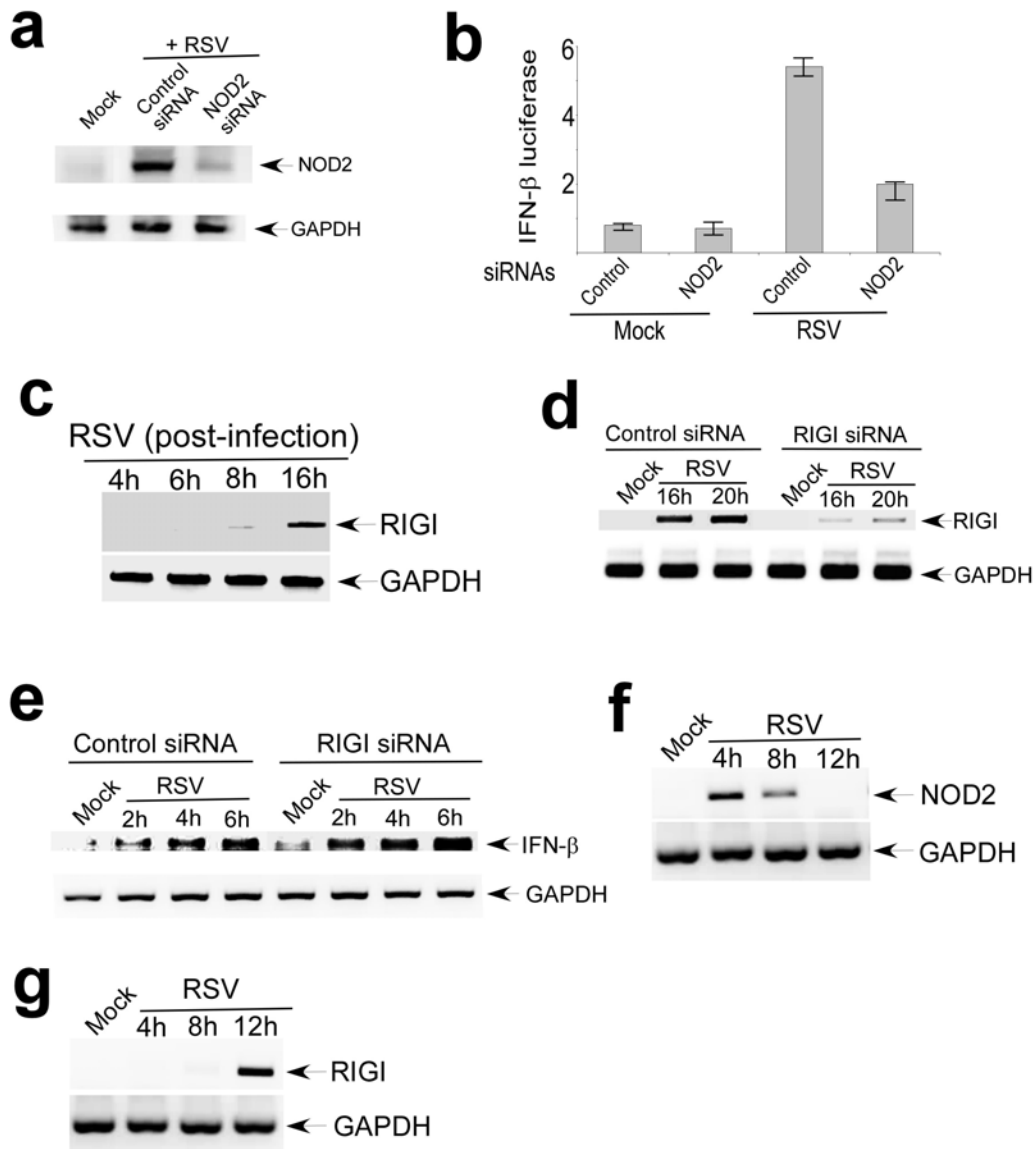 a
+ RSV
Mock
Control siRNA
NOD2 siRNA
NOD2
GAPDH
b
IFN-β luciferase
6
4
2
siRNAs
Control
NOD2
Control
NOD2
Mock
RSV
c
RSV (post-infection)
4h 6h 8h 16h
RIGI
GAPDH
d
Control siRNA RIGI siRNA
Mock RSV Mock RSV
16h 20h 16h 20h
RIGI
GAPDH
e
Control siRNA RIGI siRNA
Mock RSV Mock RSV
2h 4h 6h 2h 4h 6h
IFN-β
GAPDH
f
Mock RSV
4h 8h 12h
NOD2
GAPDH
g
Mock RSV
4h 8h 12h
RIGI
GAPDH